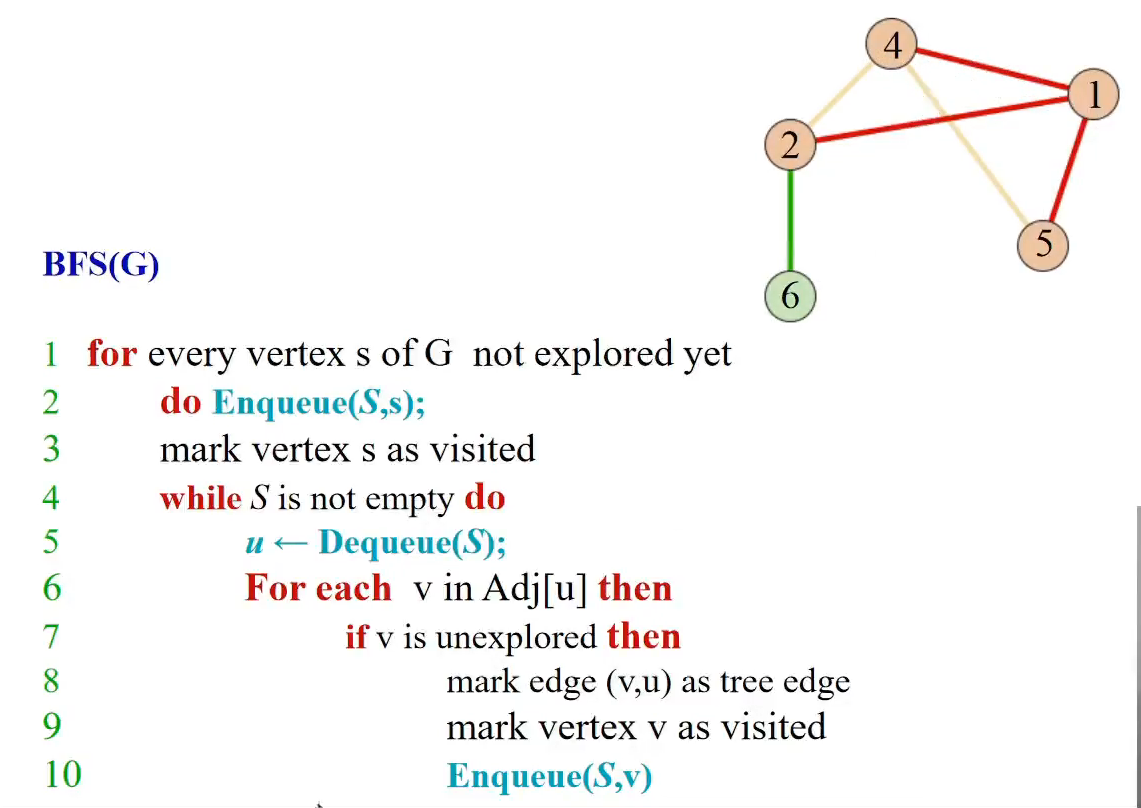 4
1
2
5
6
BFS(G)
1 for every vertex s of G not explored yet
2 do Enqueue(S,s);
3 mark vertex s as visited
4 while S is not empty do
5 u ← Dequeue(S);
6 For each v in Adj[u] then
7 if v is unexplored then
8 mark edge (v,u) as tree edge
9 mark vertex v as visited
10 Enqueue(S,v)